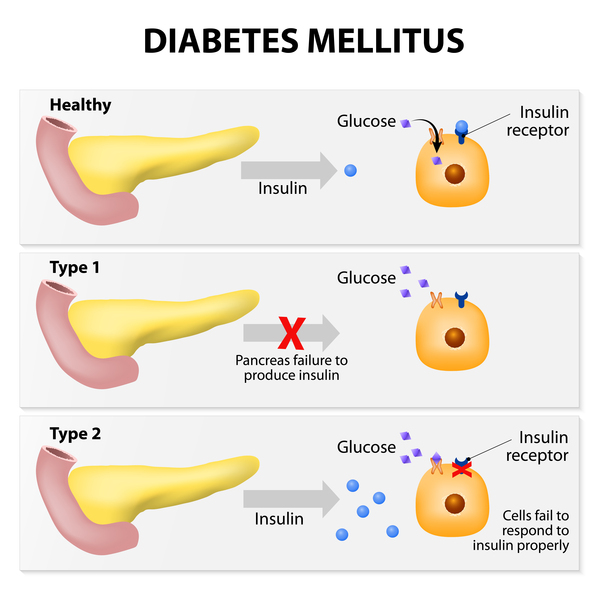 DIABETES MELLITUS
Healthy
Glucose
Insulin
receptor
Insulin
Type 1
Glucose
X
Pancreas failure to
produce insulin
Type 2
Glucose
Insulin
receptor
Insulin
Cells fail to
respond to
insulin properly